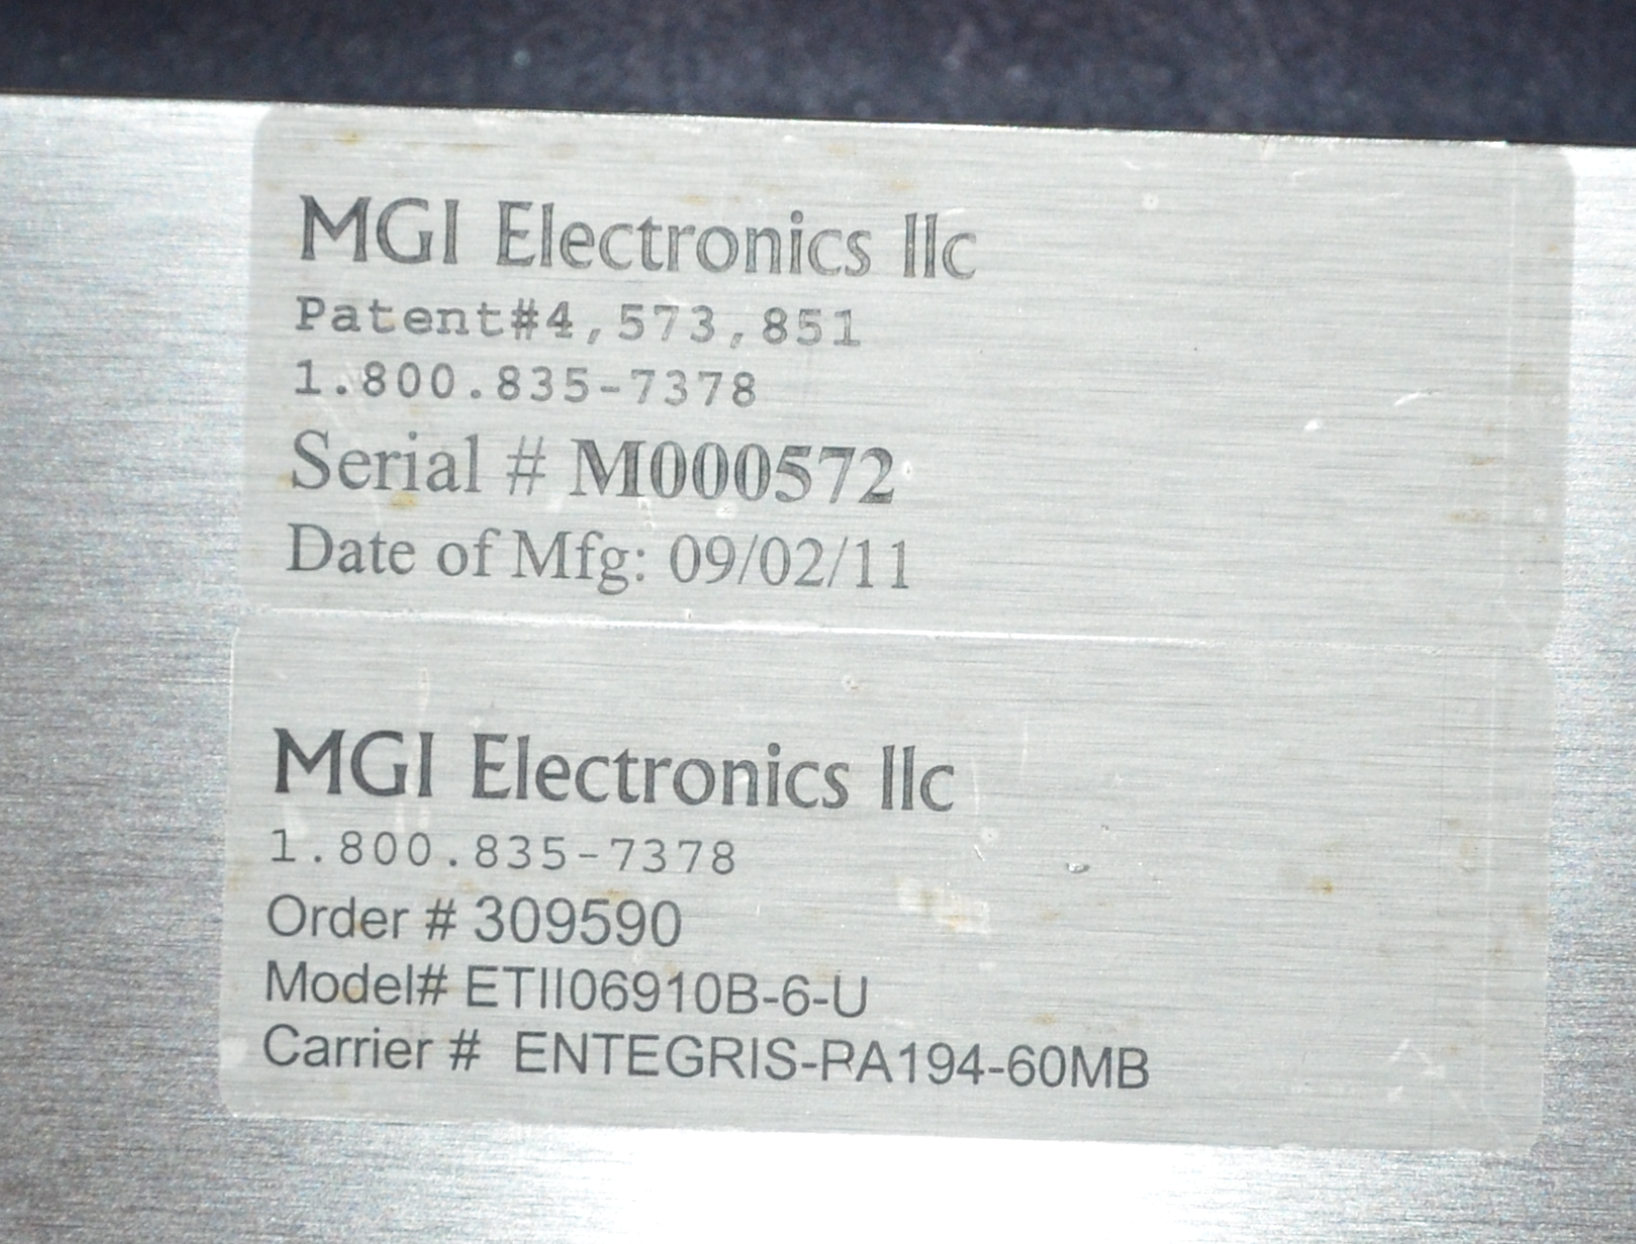 MGI Electronics llc
Patent#4,573,851
1.800.835-7378
Serial # M000572
Date of Mfg: 09/02/11
MGI Electronics llc
1.800.835-7378
Order # 309590
Model# ETII06910B-6-U
Carrier # ENTEGRIS-PA194-60MB